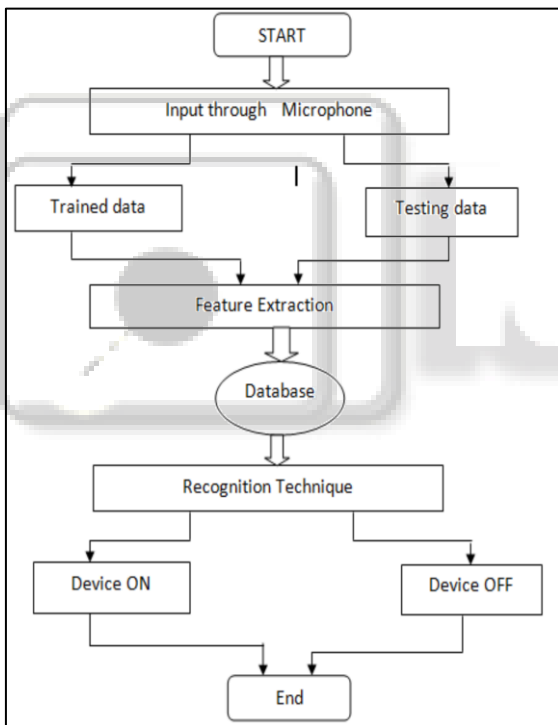 START
Input through Microphone
Trained data
Testing data
Feature Extraction
Database
Recognition Technique
Device ON
Device OFF
End